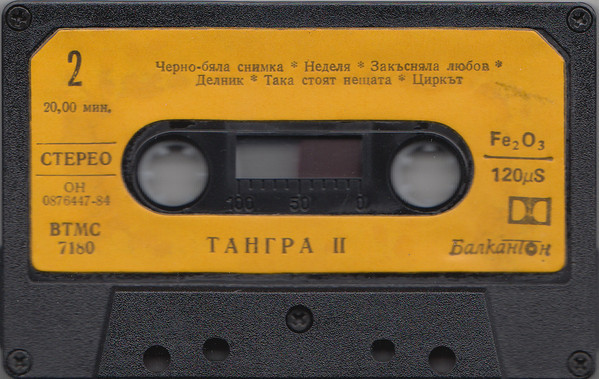 2
Черно-бяла снимка * Неделя * Закъсняла любов *
Делник * Така стоят нещата * Циркът
20,00 мин.
СТЕРЕО
ОН
0876447-84
ВТМС
7180
Fe₂O₃
120µS
100 50 0
ТАНГРА II
Балкантон